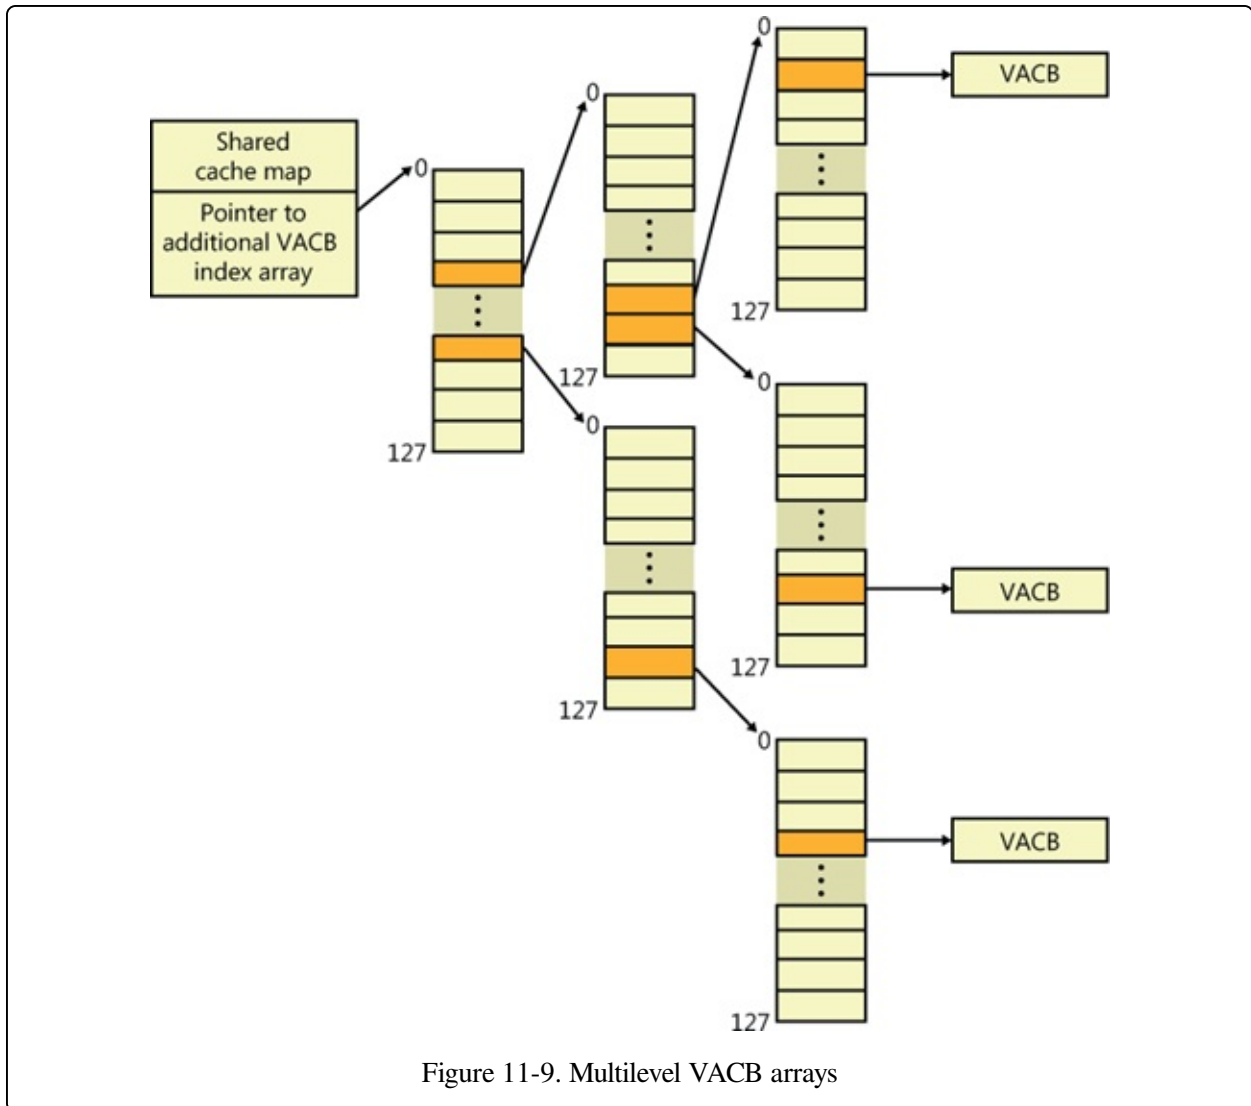 Shared
cache map
Pointer to
additional VACB
index array
0
127
0
127
0
127
0
127
0
127
0
127
VACB
VACB
VACB
Figure 11-9. Multilevel VACB arrays